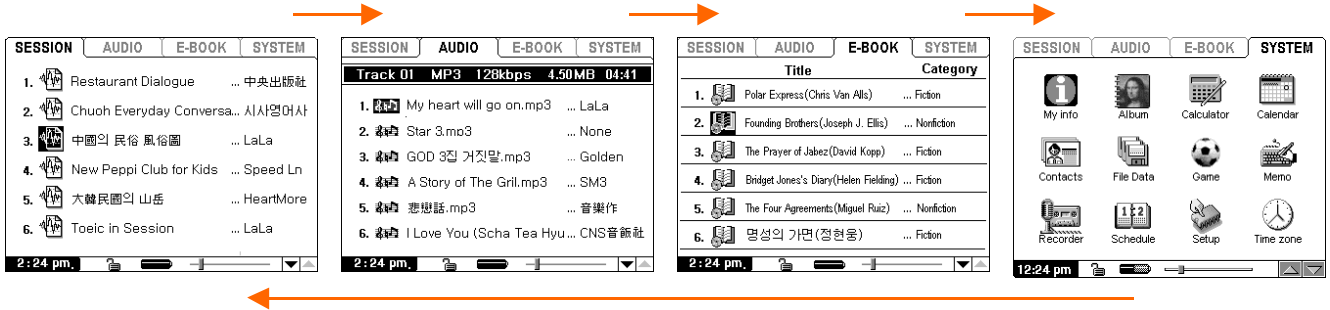 SESSION AUDIO E-BOOK SYSTEM
1. Restaurant Dialogue ... 中央出版社
2. Chuoh Everyday Conversa... 시사영어사
3. 中國의 民俗 風俗圖 ... LaLa
4. New Peppi Club for Kids ... Speed Ln
5. 大韓民國의 山岳 ... HeartMore
6. Toeic in Session ... LaLa
2:24 pm.
SESSION AUDIO E-BOOK SYSTEM
Track 01 MP3 128kbps 4.50MB 04:41
1. My heart will go on.mp3 ... LaLa
2. Star 3.mp3 ... None
3. GOD 3집 거짓말.mp3 ... Golden
4. A Story of The Gril.mp3 ... SM3
5. 悲戀話.mp3 ... 音樂作
6. I Love You (Scha Tea Hyu... CNS音飯社
2:24 pm.
SESSION AUDIO E-BOOK SYSTEM
Title Category
1. Polar Express(Chris Van Alls) ... Fiction
2. Founding Brothers(Joseph J. Ellis) ... Nonfiction
3. The Prayer of Jabez(David Kopp) ... Fiction
4. Bridget Jones's Diary(Helen Fielding) ... Fiction
5. The Four Agreements(Miguel Ruiz) ... Nonfiction
6. 명성의 가면(정현웅) ... Fiction
2:24 pm.
SESSION AUDIO E-BOOK SYSTEM
My info Album Calculator Calendar
Contacts File Data Game Memo
1 2
Recorder Schedule Setup Time zone
12:24 pm